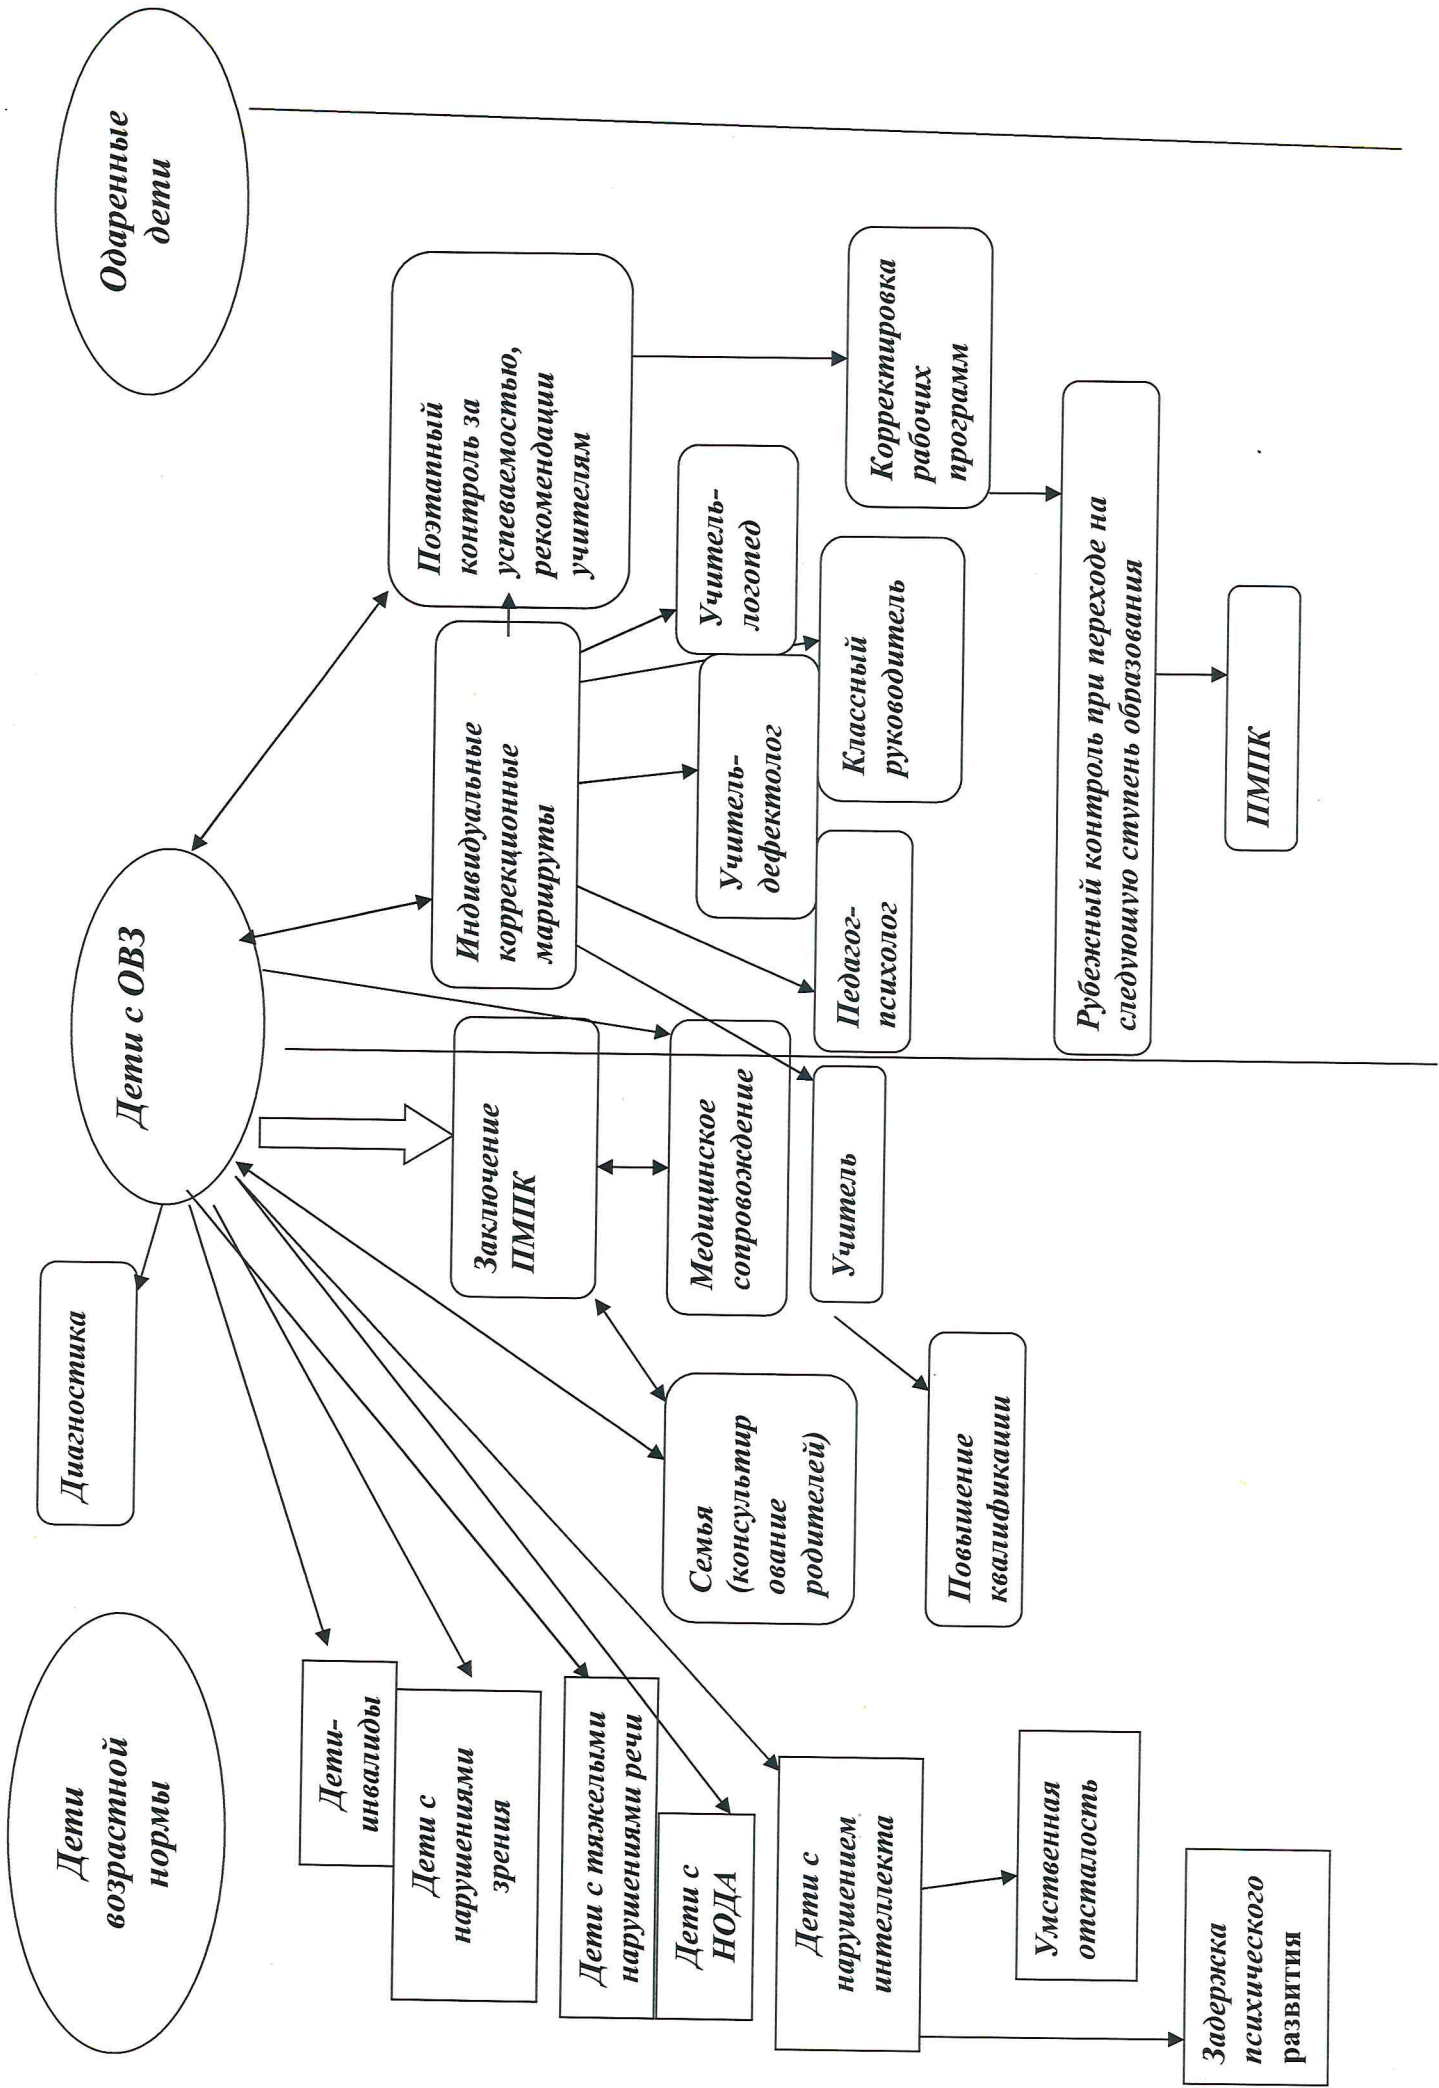 Дети
возрастной
нормы
Дети с ОВЗ
Одаренные
дети
Диагностика
Дети-
инвалиды
Дети с
нарушениями
зрения
Дети с тяжелыми
нарушениями речи
Дети с
НОДА
Дети с
нарушением
интеллекта
Умственная
отсталость
Задержка
психического
развития
Семья
(консультир
ование
родителей)
Заключение
ПМПК
Медицинское
сопровождение
Учитель
Повышение
квалификации
Индивидуальные
коррекционные
маршруты
Поэтапный
контроль за
успеваемостью,
рекомендации
учителям
Учитель-
логопед
Учитель-
дефектолог
Классный
руководитель
Педагог-
психолог
Корректировка
рабочих
программ
Рубежный контроль при переходе на
следующую ступень образования
ПМПК